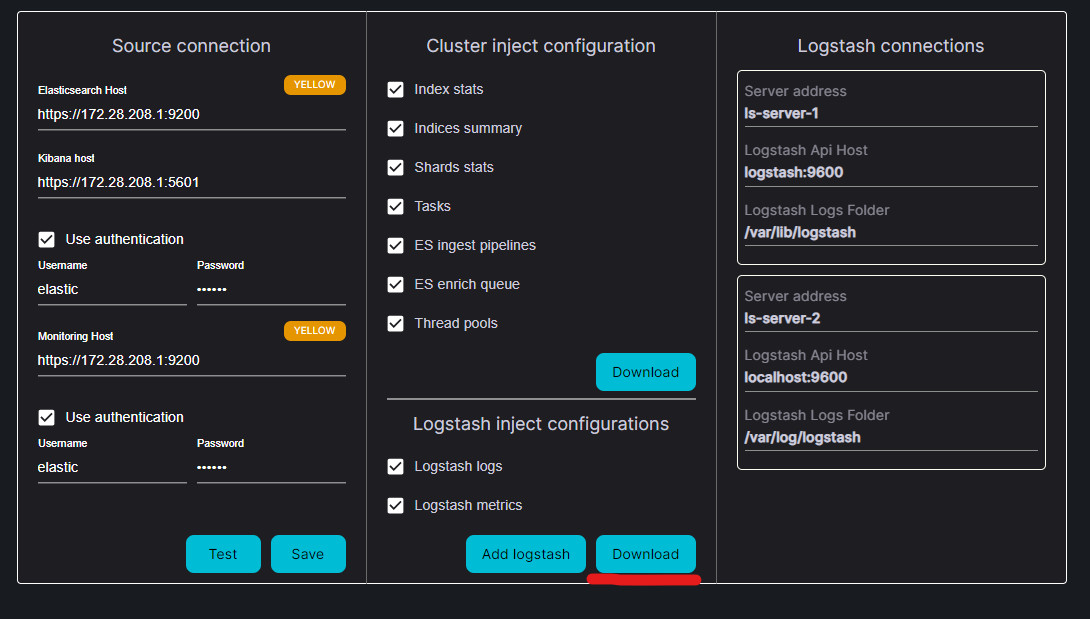 Source connection
Elasticsearch Host
YELLOW
https://172.28.208.1:9200
Kibana host
https://172.28.208.1:5601
Use authentication
Username
Password
elastic
••••••
Monitoring Host
YELLOW
https://172.28.208.1:9200
Use authentication
Username
Password
elastic
••••••
Test
Save
Cluster inject configuration
Index stats
Indices summary
Shards stats
Tasks
ES ingest pipelines
ES enrich queue
Thread pools
Download
Logstash inject configurations
Logstash logs
Logstash metrics
Add logstash
Download
Logstash connections
Server address
ls-server-1
Logstash Api Host
logstash:9600
Logstash Logs Folder
/var/lib/logstash
Server address
ls-server-2
Logstash Api Host
localhost:9600
Logstash Logs Folder
/var/log/logstash